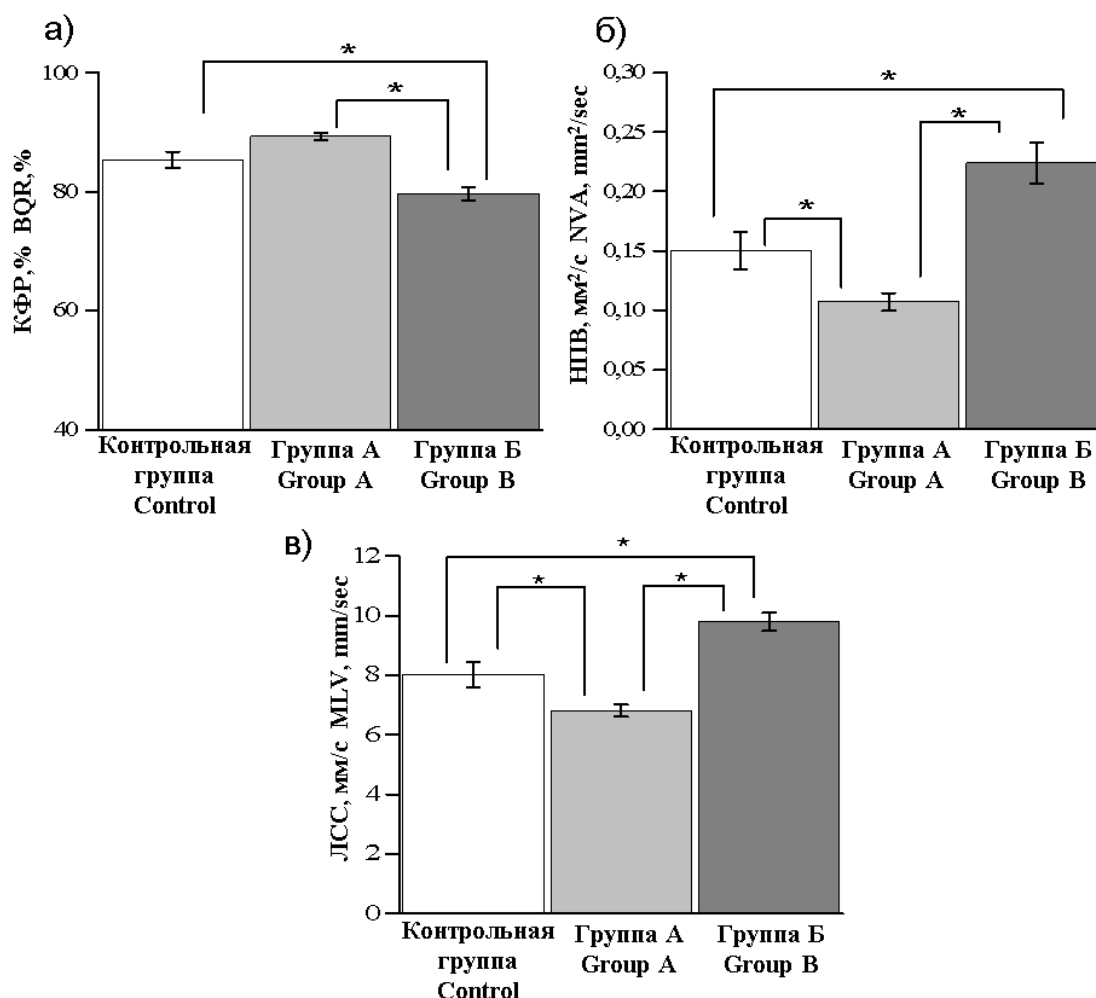 а)
*
*
100
80
60
40
КФР,% BQR,%
Контрольная
группа
Control
Группа А
Group A
Группа Б
Group B
б)
*
*
*
0,30
0,25
0,20
0,15
0,10
0,05
0,00
НПВ, мм²/с NVA, mm²/sec
Контрольная
группа
Control
Группа А
Group A
Группа Б
Group B
в)
*
*
*
12
10
8
6
4
2
0
ЛСС, мм/с MLV, mm/sec
Контрольная
группа
Control
Группа А
Group A
Группа Б
Group B